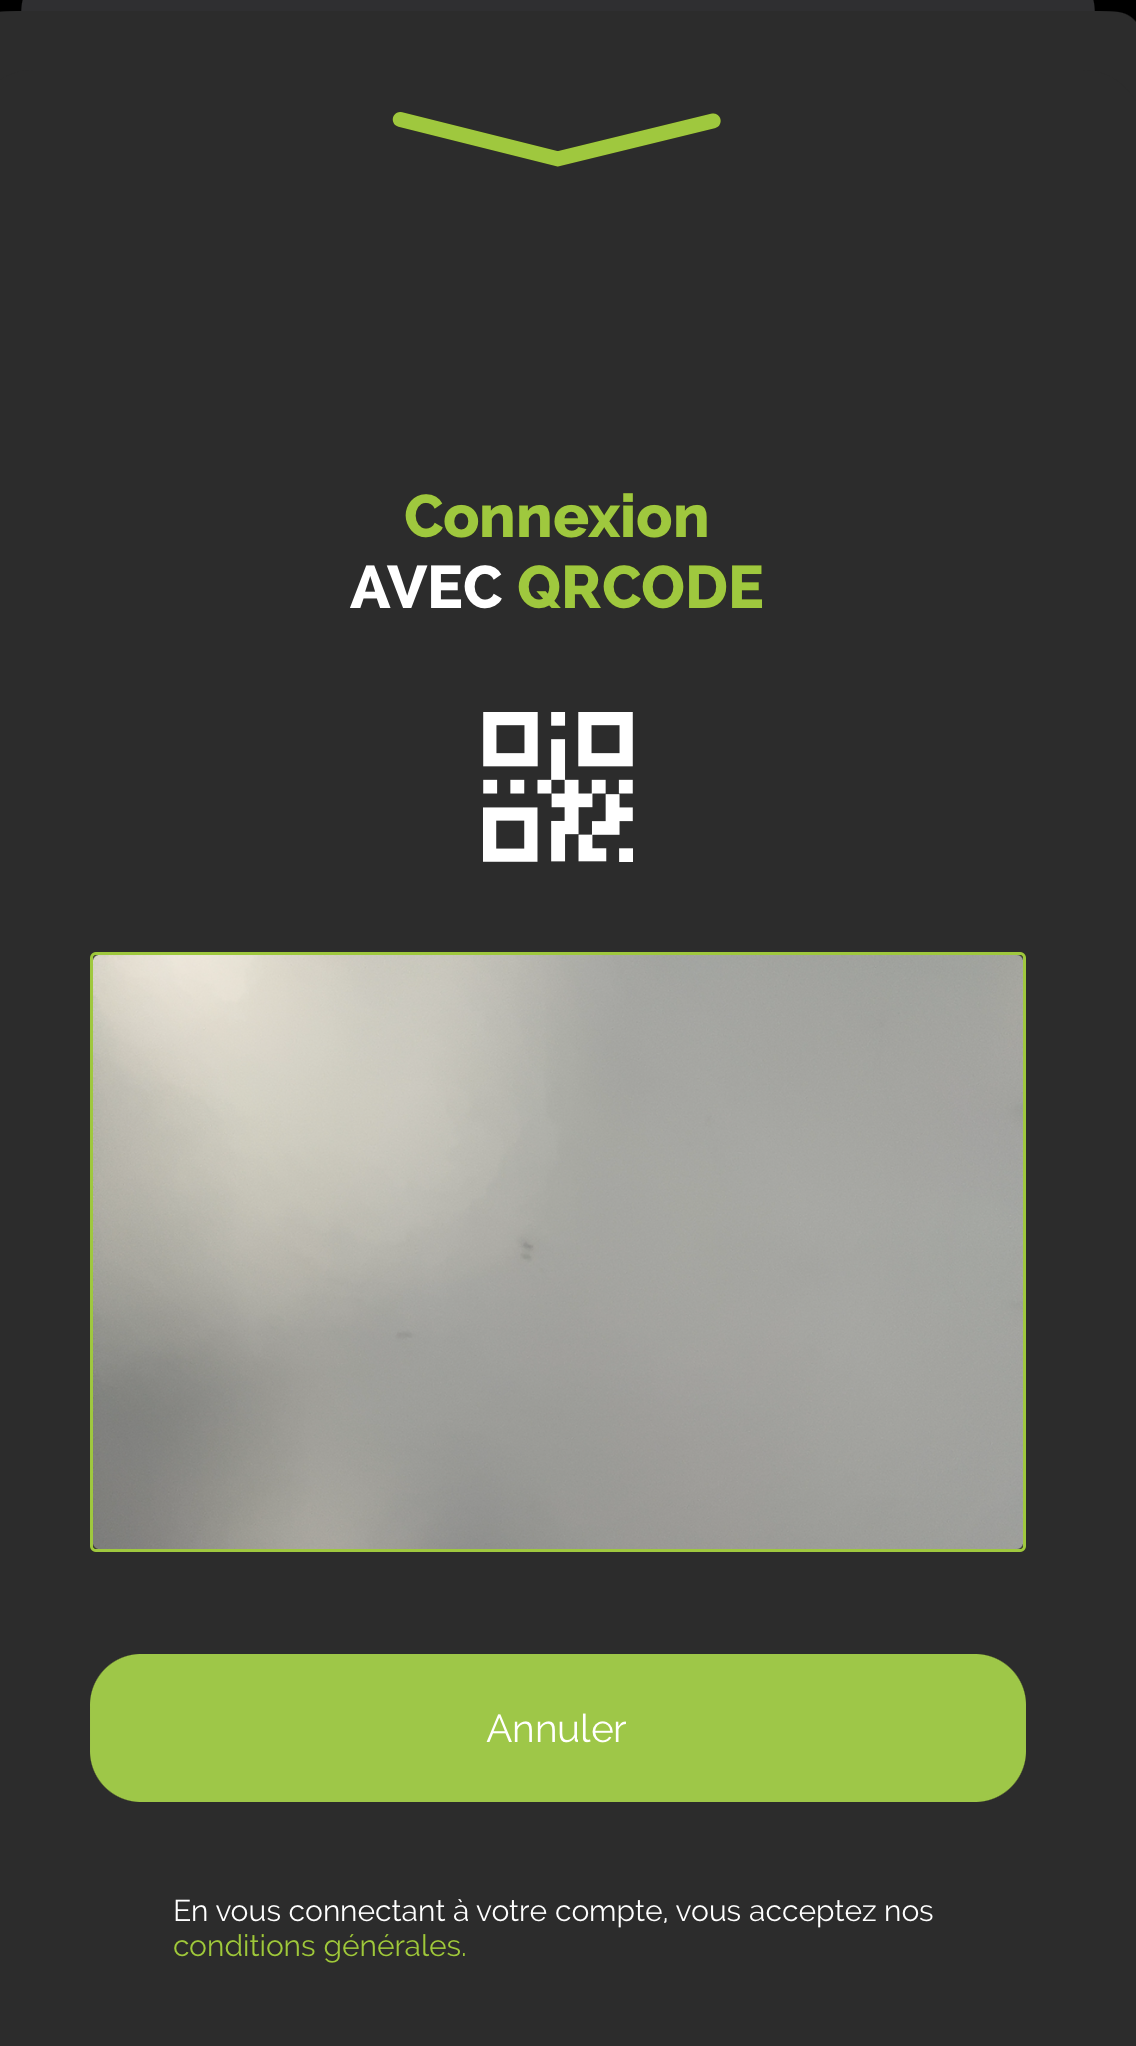 Connexion
AVEC QRCODE
Annuler
En vous connectant à votre compte, vous acceptez nos
conditions générales.